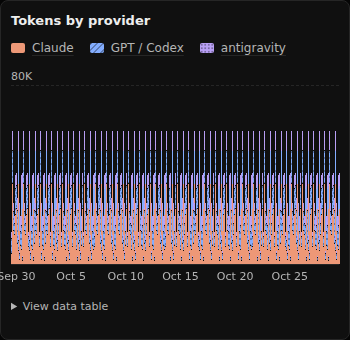 Tokens by provider
Claude GPT / Codex antigravity
80K
Sep 30 Oct 5 Oct 10 Oct 15 Oct 20 Oct 25
▶ View data table